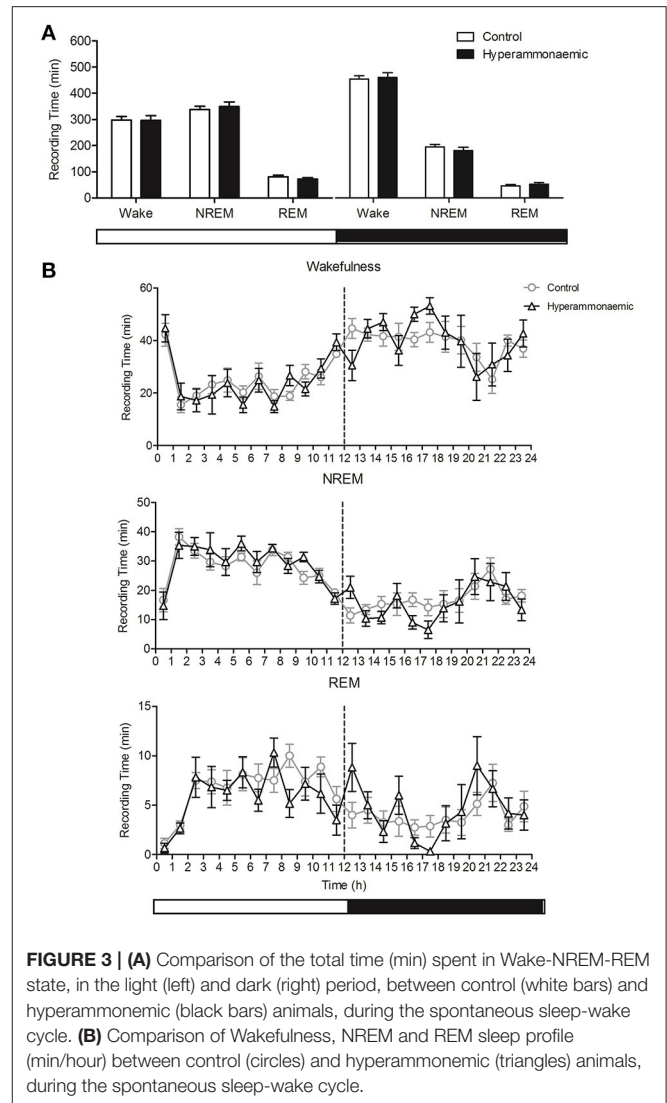 A
Control
Hyperammonaemic
Recording Time (min)
600
500
400
300
200
100
0
Wake NREM REM Wake NREM REM
B
Wakefulness
Control
Hyperammonaemic
Recording Time (min)
60
40
20
0
0 1 2 3 4 5 6 7 8 9 10 11 12 13 14 15 16 17 18 19 20 21 22 23 24
NREM
Recording Time (min)
50
40
30
20
10
0
0 1 2 3 4 5 6 7 8 9 10 11 12 13 14 15 16 17 18 19 20 21 22 23 24
REM
Recording Time (min)
15
10
5
0
0 1 2 3 4 5 6 7 8 9 10 11 12 13 14 15 16 17 18 19 20 21 22 23 24
Time (h)
FIGURE 3 | (A) Comparison of the total time (min) spent in Wake-NREM-REM
state, in the light (left) and dark (right) period, between control (white bars) and
hyperammonemic (black bars) animals, during the spontaneous sleep-wake
cycle. (B) Comparison of Wakefulness, NREM and REM sleep profile
(min/hour) between control (circles) and hyperammonemic (triangles) animals,
during the spontaneous sleep-wake cycle.